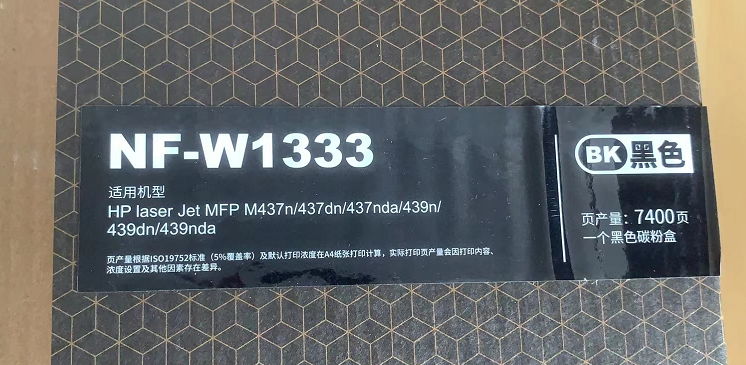 NF-W1333
适用机型
HP laser Jet MFP M437n/437dn/437nda/439n/
439dn/439nda
页产量根据ISO19752标准（5%覆盖率）及默认打印浓度在A4纸张打印计算，实际打印页产量会因打印内容、
浓度设置及其他因素存在差异。
BK 黑色
页产量：7400页
一个黑色碳粉盒